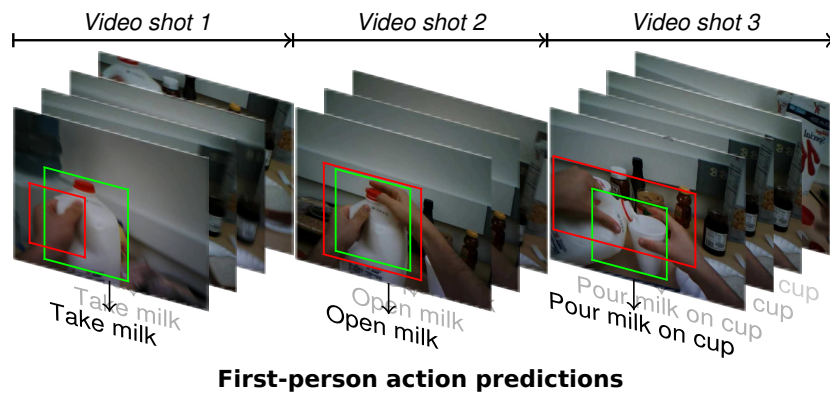 Video shot 1
Video shot 2
Video shot 3
Take milk
Take milk
Open milk
Open milk
Pour milk on cup
Pour milk on cup
cup
First-person action predictions